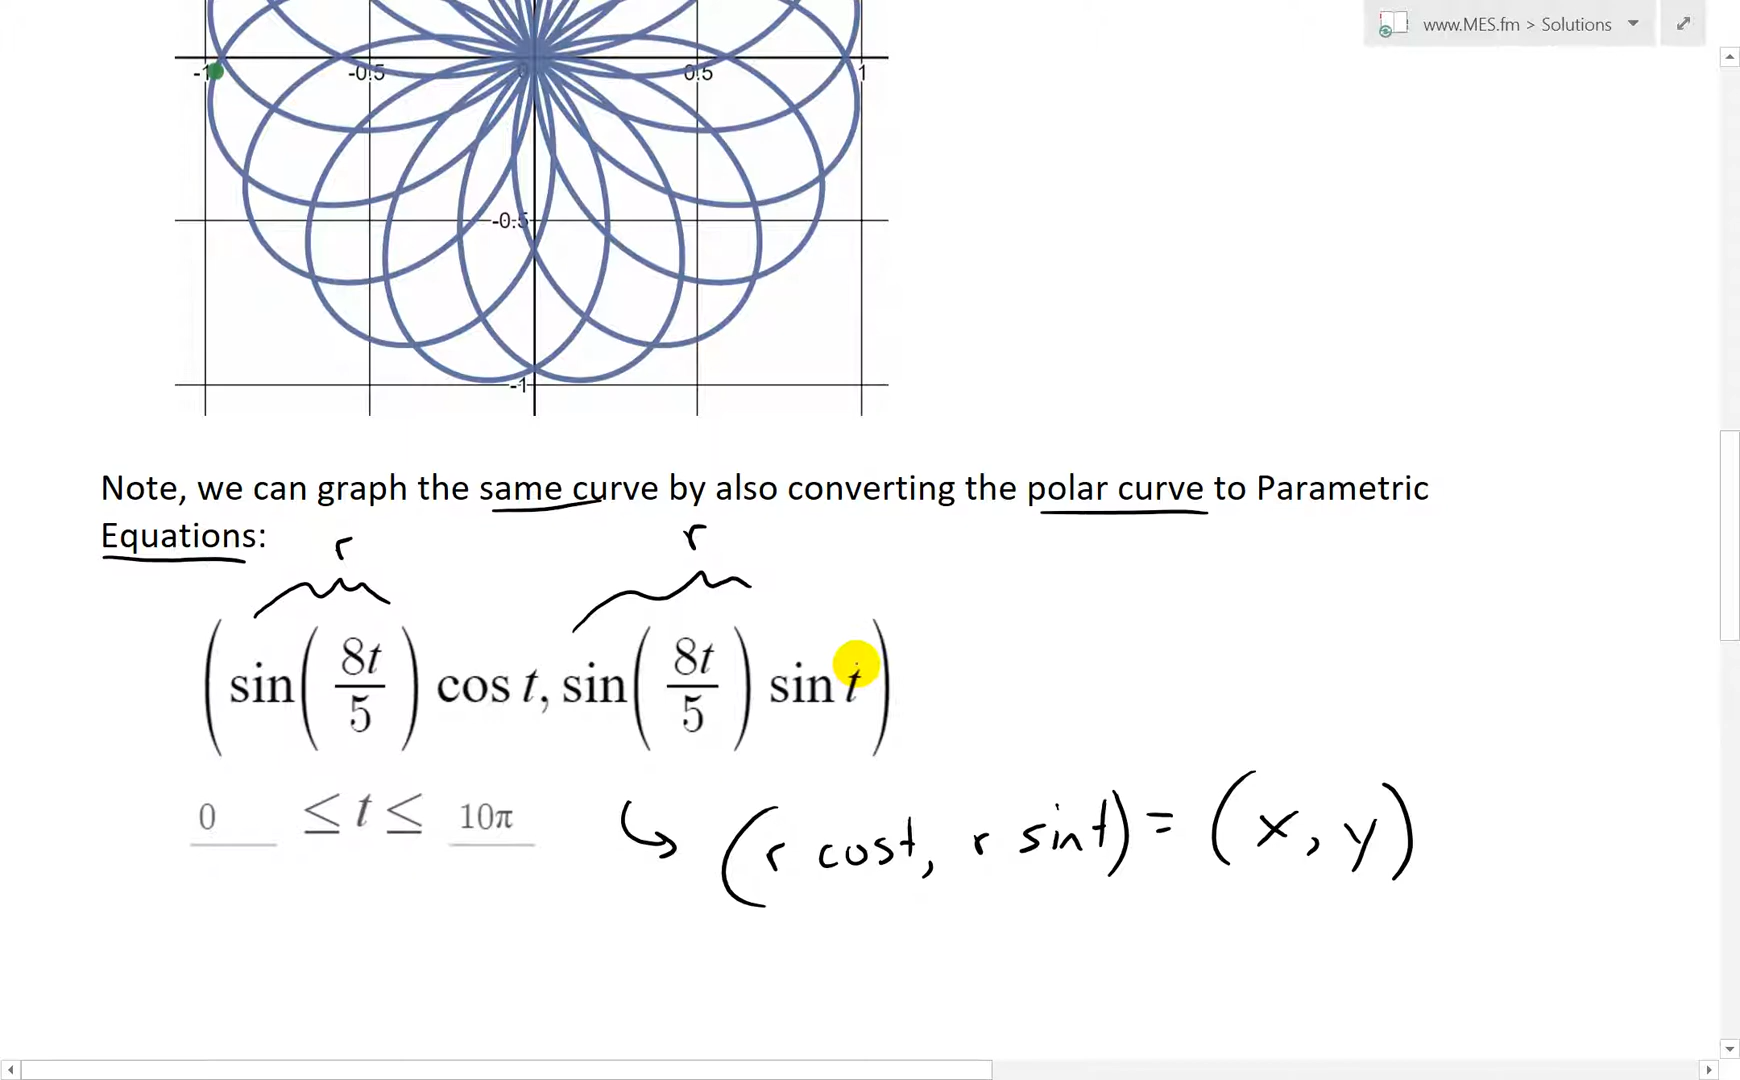 www.MES.fm > Solutions
-1 -0.5 0 0.5 1
-0.5
-1
Note, we can graph the same curve by also converting the polar curve to Parametric
Equations:
r r
(sin(8t/5) cos t, sin(8t/5) sin t)
0 ≤ t ≤ 10π
(r cost, r sint) = (x, y)